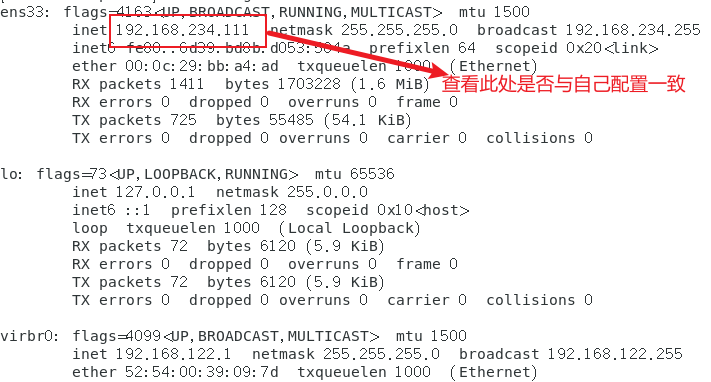 ens33: flags=4163<UP,BROADCAST,RUNNING,MULTICAST>  mtu 1500
inet 192.168.234.111  netmask 255.255.255.0  broadcast 192.168.234.255
inet6 prefixlen 64  scopeid 0x20<link>
ether 00:0c:29:bb:a4:ad  txqueuelen 1000  (Ethernet)
查看此处是否与自己配置一致
RX packets 1411  bytes 1703228 (1.6 MiB)
RX errors 0  dropped 0  overruns 0  frame 0
TX packets 725  bytes 55485 (54.1 KiB)
TX errors 0  dropped 0 overruns 0  carrier 0  collisions 0
lo: flags=73<UP,LOOPBACK,RUNNING>  mtu 65536
inet 127.0.0.1  netmask 255.0.0.0
inet6 ::1  prefixlen 128  scopeid 0x10<host>
loop  txqueuelen 1000  (Local Loopback)
RX packets 72  bytes 6120 (5.9 KiB)
RX errors 0  dropped 0  overruns 0  frame 0
TX packets 72  bytes 6120 (5.9 KiB)
TX errors 0  dropped 0 overruns 0  carrier 0  collisions 0
virbr0: flags=4099<UP,BROADCAST,MULTICAST>  mtu 1500
inet 192.168.122.1  netmask 255.255.255.0  broadcast 192.168.122.255
ether 52:54:00:39:09:7d  txqueuelen 1000  (Ethernet)